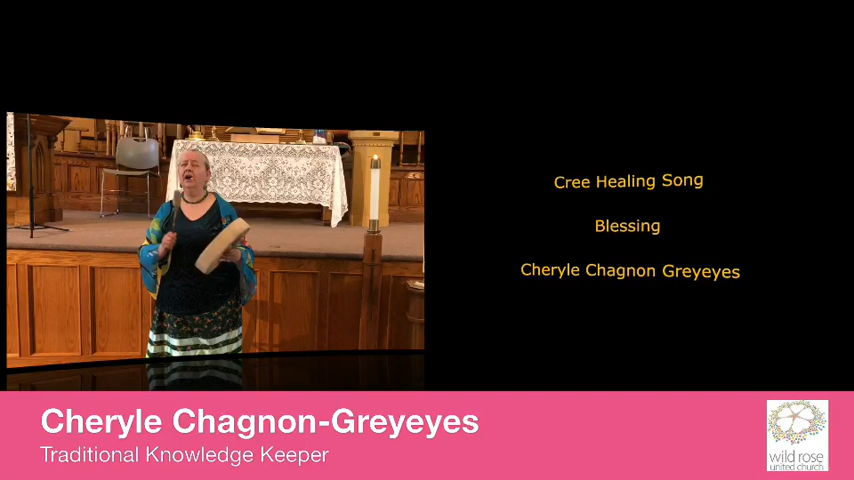 Cree Healing Song
Blessing
Cheryle Chagnon Greyeyes
Cheryle Chagnon-Greyeyes
Traditional Knowledge Keeper
wild rose
united church